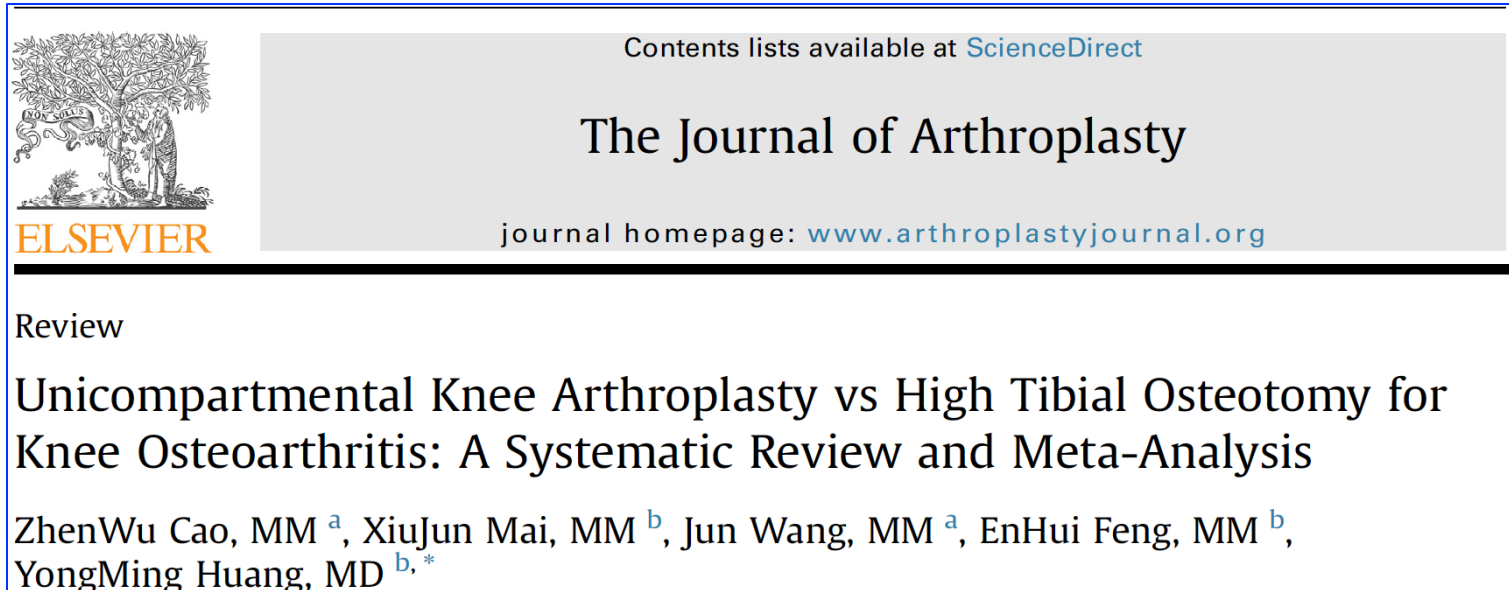 Contents lists available at ScienceDirect
The Journal of Arthroplasty
journal homepage: www.arthroplastyjournal.org
NON SOLUS
ELSEVIER
Review
Unicompartmental Knee Arthroplasty vs High Tibial Osteotomy for
Knee Osteoarthritis: A Systematic Review and Meta-Analysis
ZhenWu Cao, MM a, XiuJun Mai, MM b, Jun Wang, MM a, EnHui Feng, MM b,
YongMing Huang, MD b, *